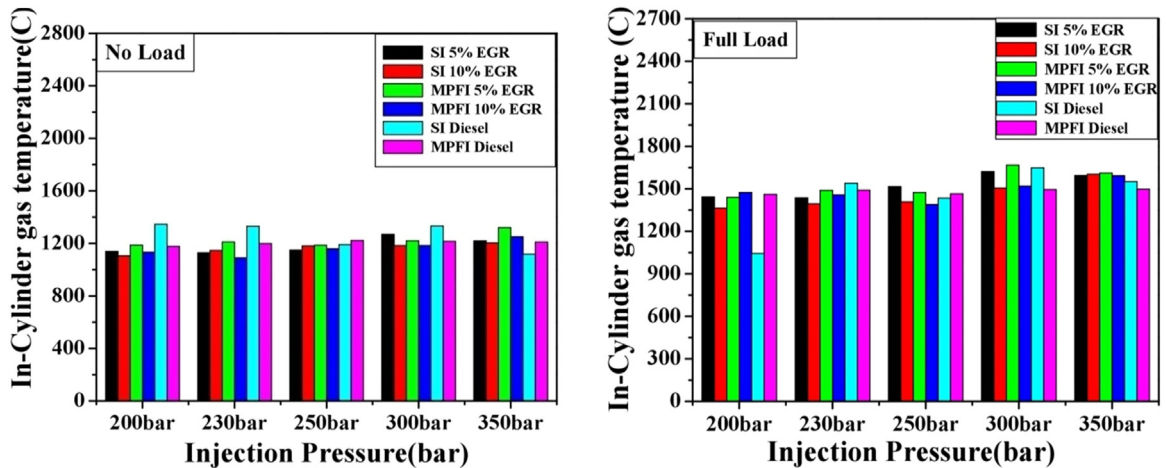 In-Cylinder gas temperature(C)
2800
2400
2000
1600
1200
800
400
0
No Load
SI 5% EGR
SI 10% EGR
MPFI 5% EGR
MPFI 10% EGR
SI Diesel
MPFI Diesel
200bar 230bar 250bar 300bar 350bar
Injection Pressure(bar)
In-Cylinder gas temperature (C)
2700
2400
2100
1800
1500
1200
900
600
300
0
Full Load
SI 5% EGR
SI 10% EGR
MPFI 5% EGR
MPFI 10% EGR
SI Diesel
MPFI Diesel
200bar 230bar 250bar 300bar 350bar
Injection Pressure(bar)